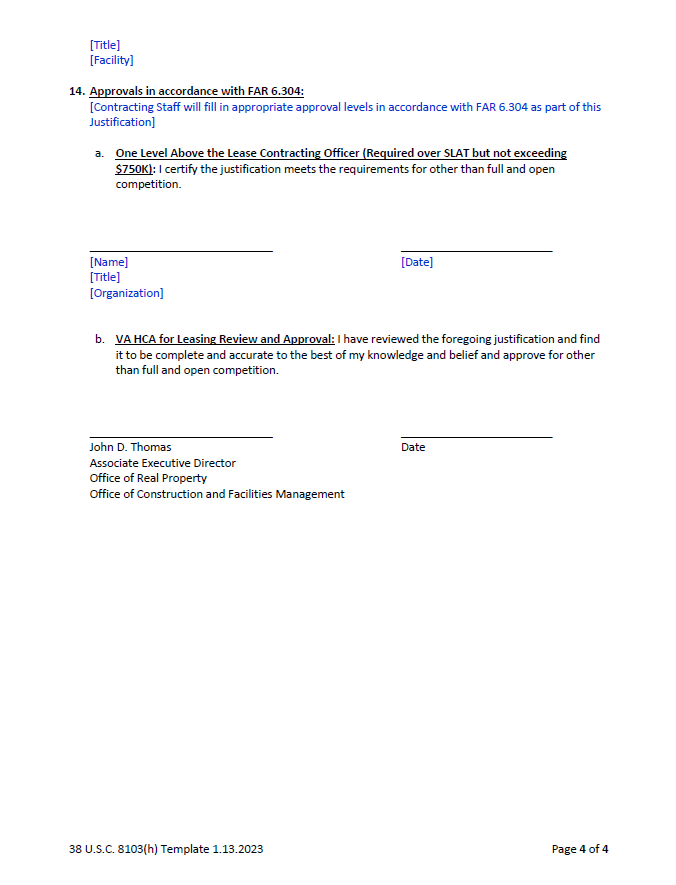 [Title]
[Facility]
14. Approvals in accordance with FAR 6.304:
[Contracting Staff will fill in appropriate approval levels in accordance with FAR 6.304 as part of this
Justification]
a. One Level Above the Lease Contracting Officer (Required over SLAT but not exceeding
$750K): I certify the justification meets the requirements for other than full and open
competition.
[Name] [Date]
[Title]
[Organization]
b. VA HCA for Leasing Review and Approval: I have reviewed the foregoing justification and find
it to be complete and accurate to the best of my knowledge and belief and approve for other
than full and open competition.
John D. Thomas Date
Associate Executive Director
Office of Real Property
Office of Construction and Facilities Management
38 U.S.C. 8103(h) Template 1.13.2023 Page 4 of 4